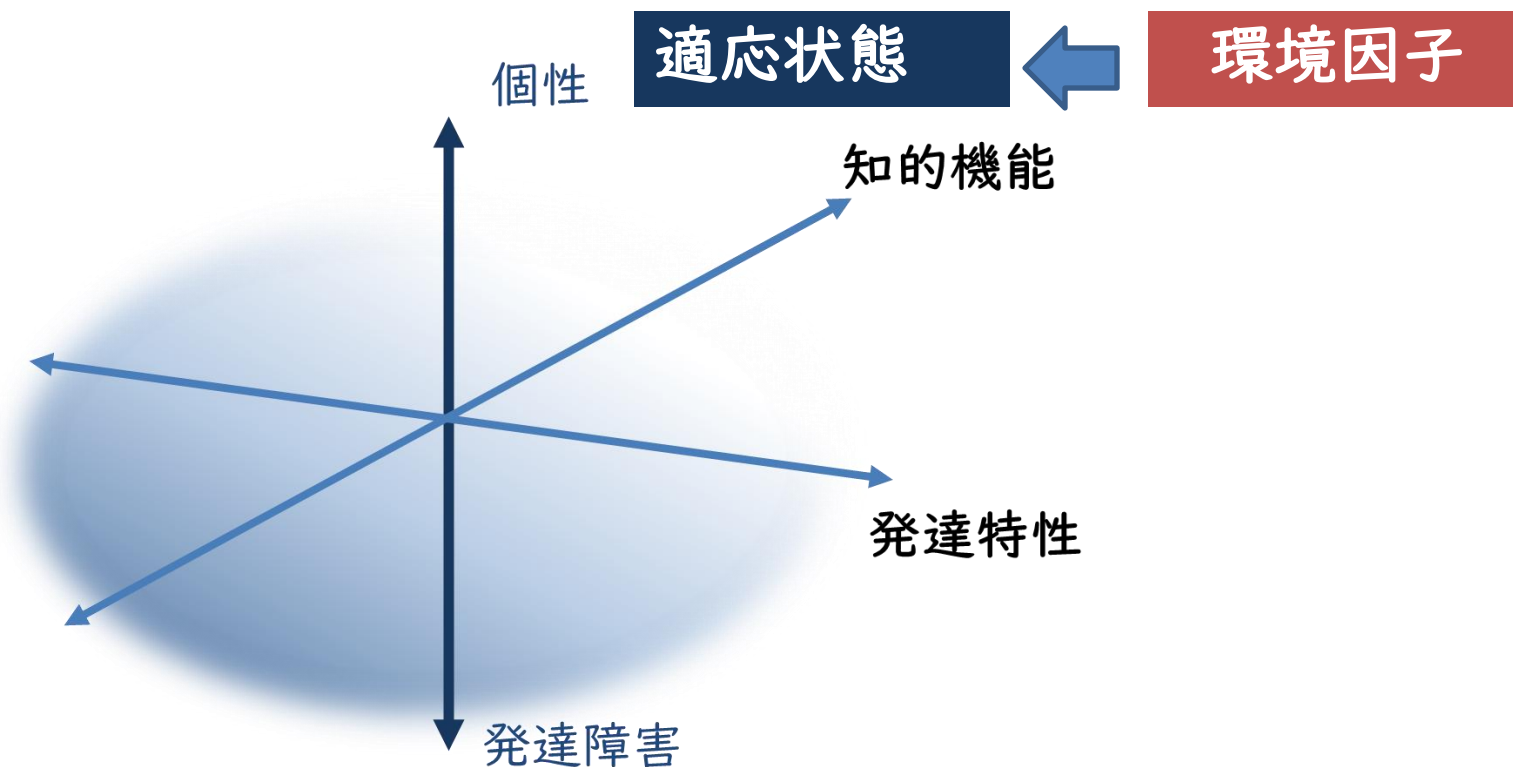 適応状態
環境因子
個性
知的機能
発達特性
発達障害